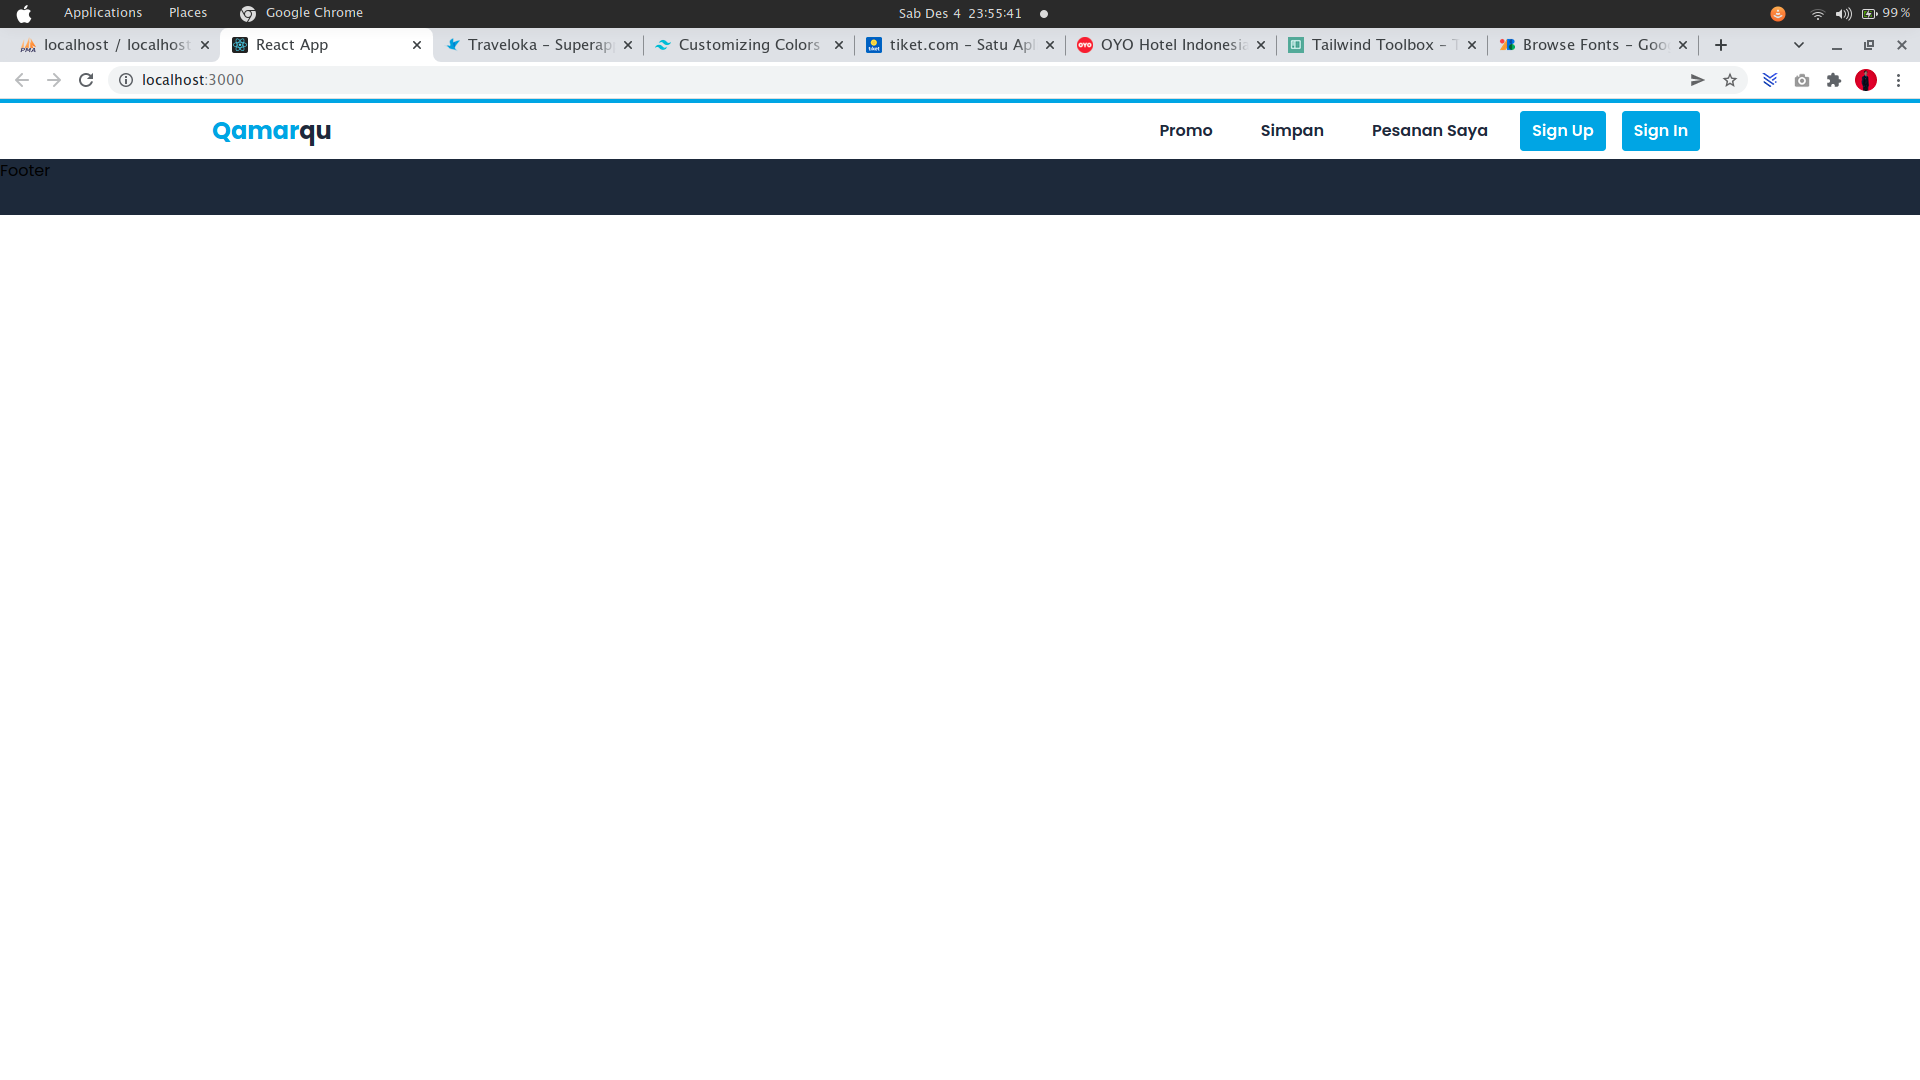 Applications Places Google Chrome Sab Des 4 23:55:41 99%
localhost / localhost React App Traveloka – Superap Customizing Colors tiket.com – Satu Apl OYO Hotel Indonesia Tailwind Toolbox – T Browse Fonts – Goo
localhost:3000
Qamarqu Promo Simpan Pesanan Saya Sign Up Sign In
Footer